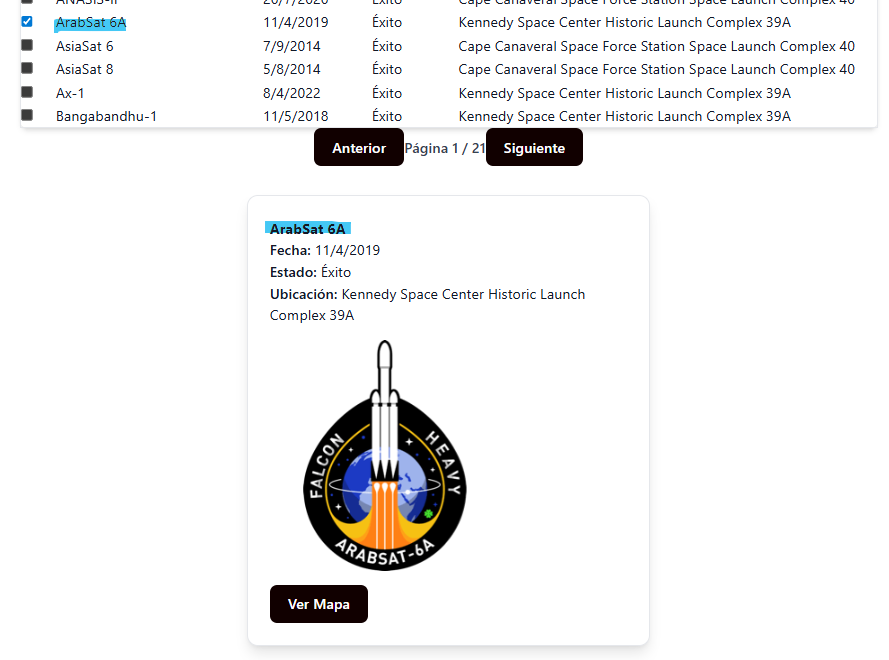 ANASIS-II 20/7/2020 Éxito Cape Canaveral Space Force Station Space Launch Complex 40
ArabSat 6A 11/4/2019 Éxito Kennedy Space Center Historic Launch Complex 39A
AsiaSat 6 7/9/2014 Éxito Cape Canaveral Space Force Station Space Launch Complex 40
AsiaSat 8 5/8/2014 Éxito Cape Canaveral Space Force Station Space Launch Complex 40
Ax-1 8/4/2022 Éxito Kennedy Space Center Historic Launch Complex 39A
Bangabandhu-1 11/5/2018 Éxito Kennedy Space Center Historic Launch Complex 39A
Anterior Página 1 / 21 Siguiente
ArabSat 6A
Fecha: 11/4/2019
Estado: Éxito
Ubicación: Kennedy Space Center Historic Launch
Complex 39A
FALCON HEAVY
ARABSAT-6A
Ver Mapa